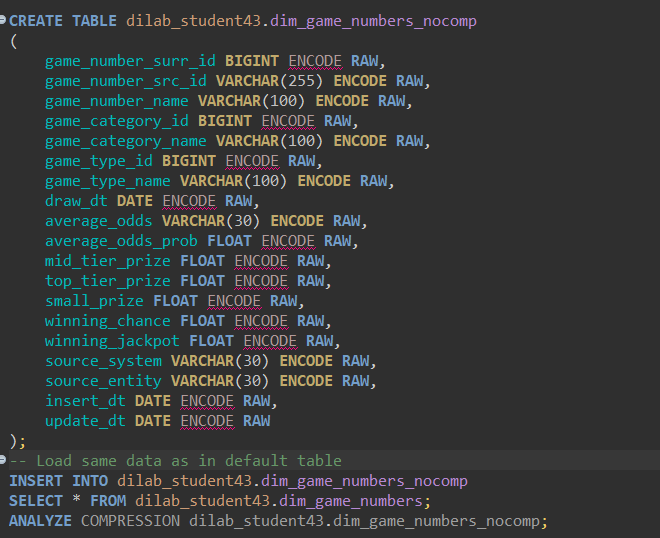 CREATE TABLE dilab_student43.dim_game_numbers_nocomp
(
game_number_surr_id BIGINT ENCODE RAW,
game_number_src_id VARCHAR(255) ENCODE RAW,
game_number_name VARCHAR(100) ENCODE RAW,
game_category_id BIGINT ENCODE RAW,
game_category_name VARCHAR(100) ENCODE RAW,
game_type_id BIGINT ENCODE RAW,
game_type_name VARCHAR(100) ENCODE RAW,
draw_dt DATE ENCODE RAW,
average_odds VARCHAR(30) ENCODE RAW,
average_odds_prob FLOAT ENCODE RAW,
mid_tier_prize FLOAT ENCODE RAW,
top_tier_prize FLOAT ENCODE RAW,
small_prize FLOAT ENCODE RAW,
winning_chance FLOAT ENCODE RAW,
winning_jackpot FLOAT ENCODE RAW,
source_system VARCHAR(30) ENCODE RAW,
source_entity VARCHAR(30) ENCODE RAW,
insert_dt DATE ENCODE RAW,
update_dt DATE ENCODE RAW
);
-- Load same data as in default table
INSERT INTO dilab_student43.dim_game_numbers_nocomp
SELECT * FROM dilab_student43.dim_game_numbers;
ANALYZE COMPRESSION dilab_student43.dim_game_numbers_nocomp;